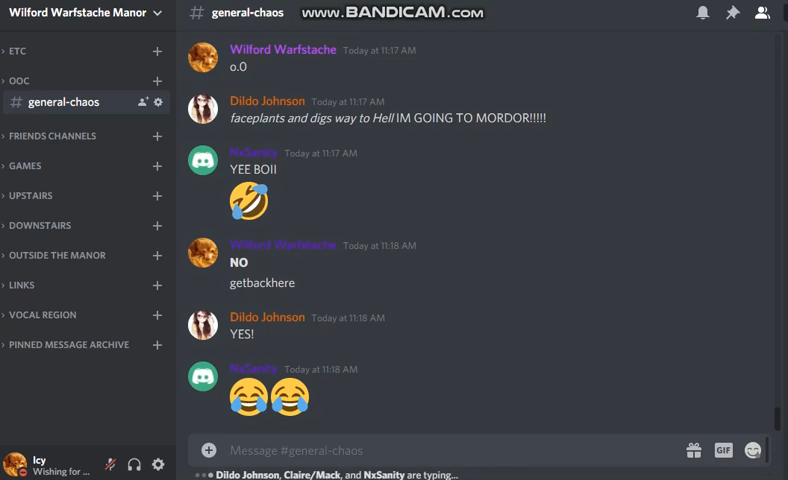 Wilford Warfstache Manor
# general-chaos
www.BANDICAM.com
ETC
OOC
# general-chaos
FRIENDS CHANNELS
GAMES
UPSTAIRS
DOWNSTAIRS
OUTSIDE THE MANOR
LINKS
VOCAL REGION
PINNED MESSAGE ARCHIVE
Icy
Wishing for ...
Wilford Warfstache Today at 11:17 AM
o.0
Dildo Johnson Today at 11:17 AM
faceplants and digs way to Hell IM GOING TO MORDOR!!!!!
NxSanity Today at 11:17 AM
YEE BOII
Wilford Warfstache Today at 11:18 AM
NO
getbackhere
Dildo Johnson Today at 11:18 AM
YES!
NxSanity Today at 11:18 AM
Message #general-chaos
GIF
Dildo Johnson, Claire/Mack, and NxSanity are typing...